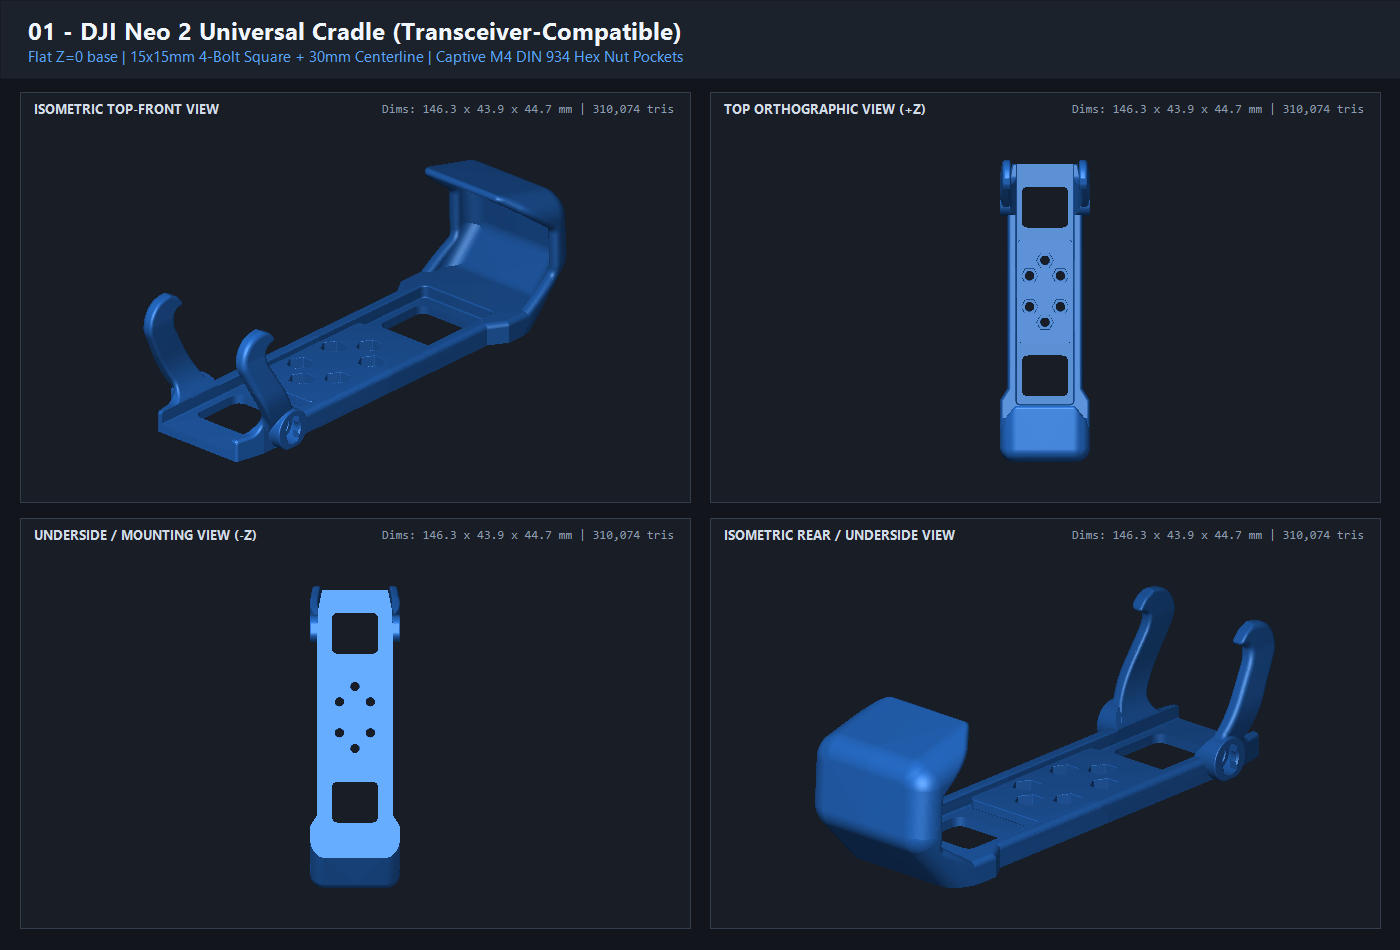 01 - DJI Neo 2 Universal Cradle (Transceiver-Compatible)
Flat Z=0 base | 15x15mm 4-Bolt Square + 30mm Centerline | Captive M4 DIN 934 Hex Nut Pockets
ISOMETRIC TOP-FRONT VIEW
Dims: 146.3 x 43.9 x 44.7 mm | 310,074 tris
TOP ORTHOGRAPHIC VIEW (+Z)
Dims: 146.3 x 43.9 x 44.7 mm | 310,074 tris
UNDERSIDE / MOUNTING VIEW (-Z)
Dims: 146.3 x 43.9 x 44.7 mm | 310,074 tris
ISOMETRIC REAR / UNDERSIDE VIEW
Dims: 146.3 x 43.9 x 44.7 mm | 310,074 tris